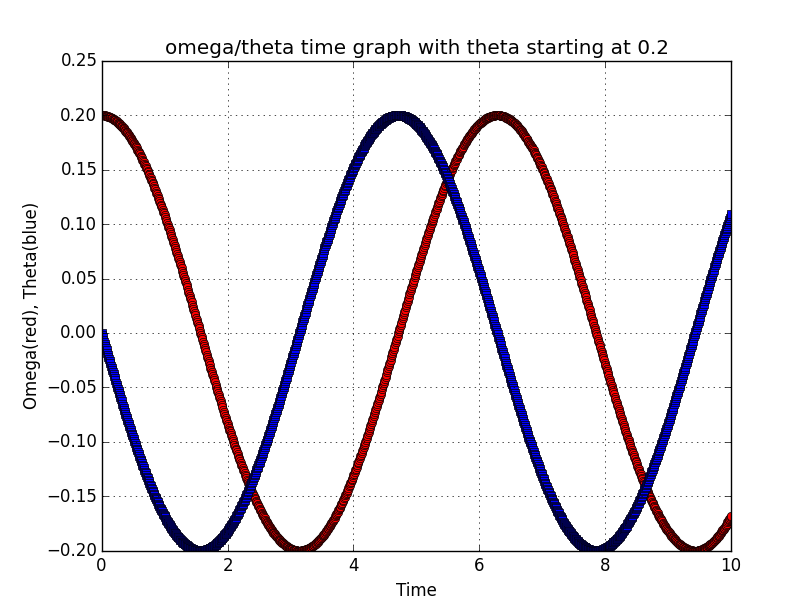 omega/theta time graph with theta starting at 0.2
0.25
0.20
0.15
0.10
0.05
0.00
−0.05
−0.10
−0.15
−0.20
Omega(red), Theta(blue)
0 2 4 6 8 10
Time